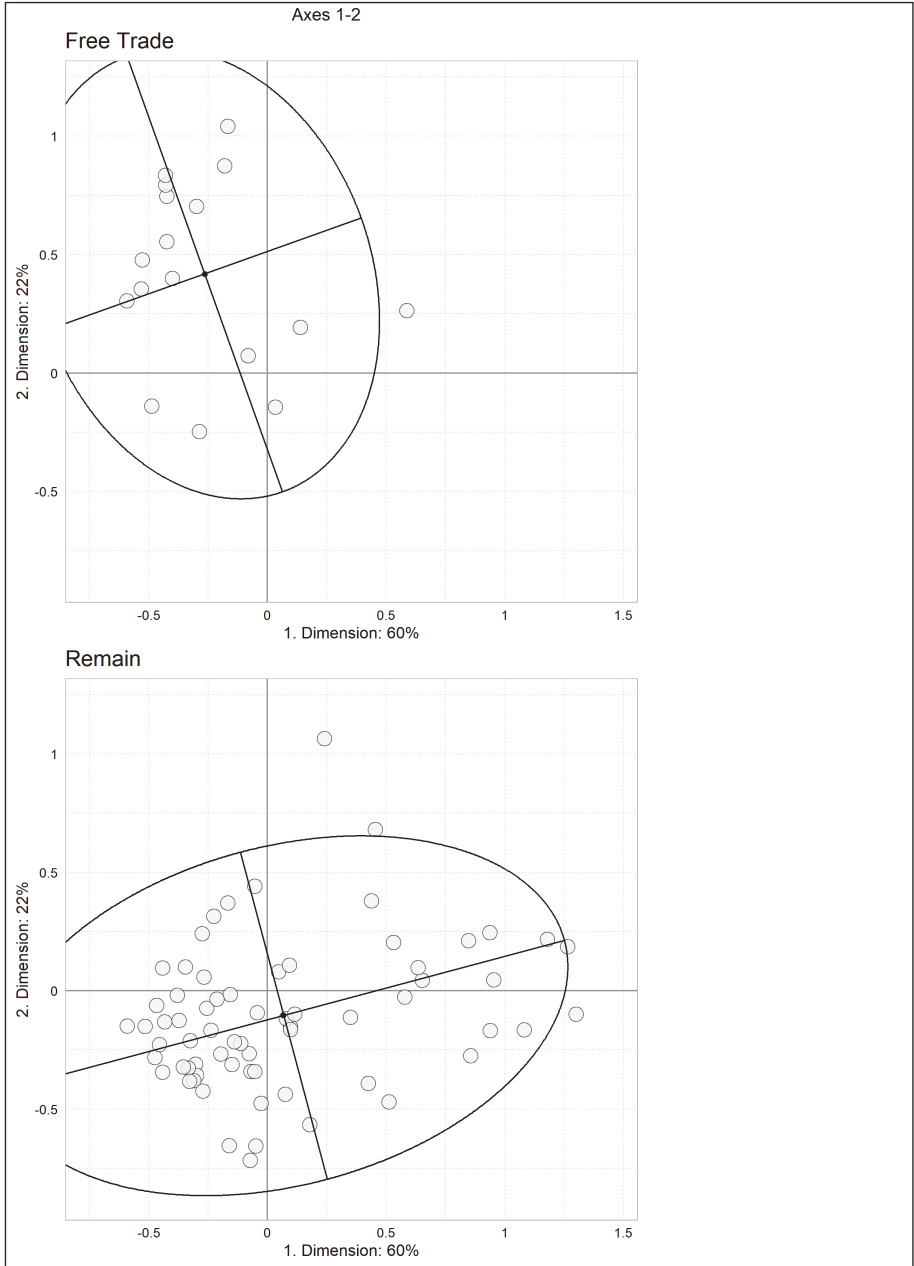 Axes 1-2
Free Trade
1
0.5
0
-0.5
2. Dimension: 22%
-0.5 0 0.5 1 1.5
1. Dimension: 60%
Remain
1
0.5
0
-0.5
2. Dimension: 22%
-0.5 0 0.5 1 1.5
1. Dimension: 60%